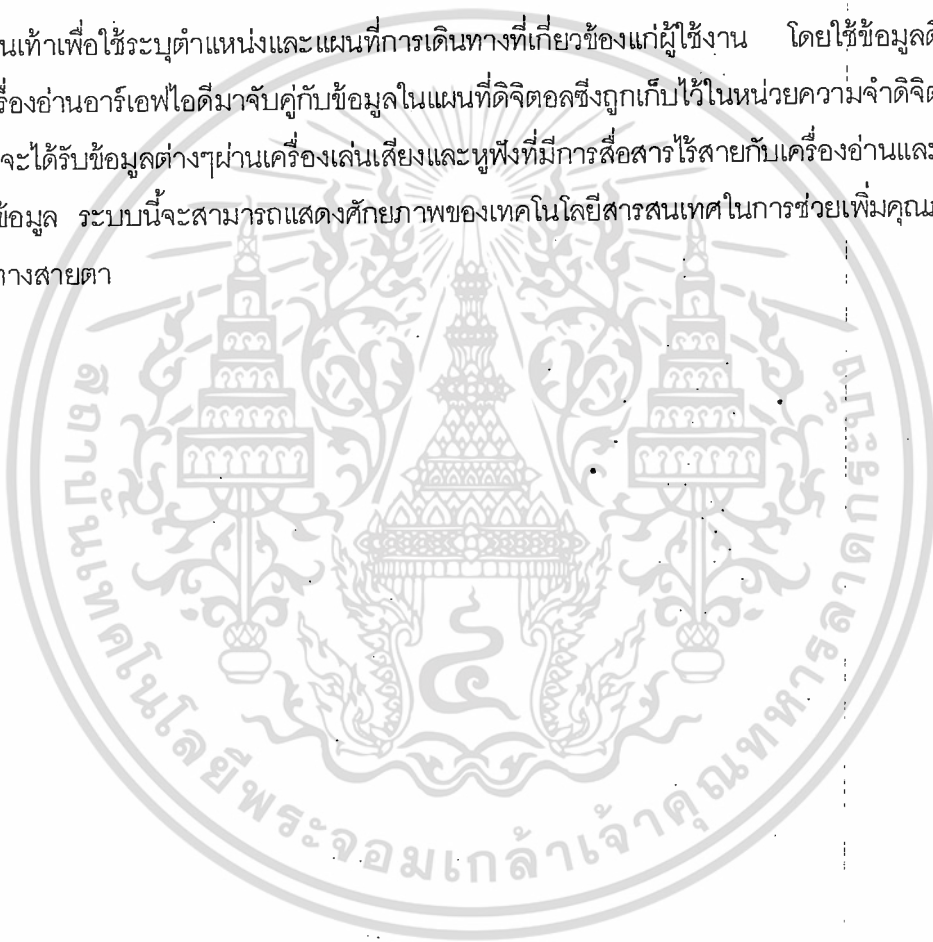 นเท้าเพื่อใช้ระบุตำแหน่งและแผนที่การเดินทางที่เกี่ยวข้องแก่ผู้ใช้งาน โดยใช้ข้อมูลดิ
รื่องอ่านอาร์เอฟไอดีมาจับคู่กับข้อมูลในแผนที่ดิจิตอลซึ่งถูกเก็บไว้ในหน่วยความจำดิจิต
จะได้รับข้อมูลต่างๆผ่านเครื่องเล่นเสียงและหูฟังที่มีการสื่อสารไร้สายกับเครื่องอ่านและ
ข้อมูล ระบบนี้จะสามารถแสดงศักยภาพของเทคโนโลยีสารสนเทศในการช่วยเพิ่มคุณภ
ทางสายตา
สถาบันเทคโนโลยีพระจอมเกล้าเจ้าคุณทหารลาดกระบัง
๔